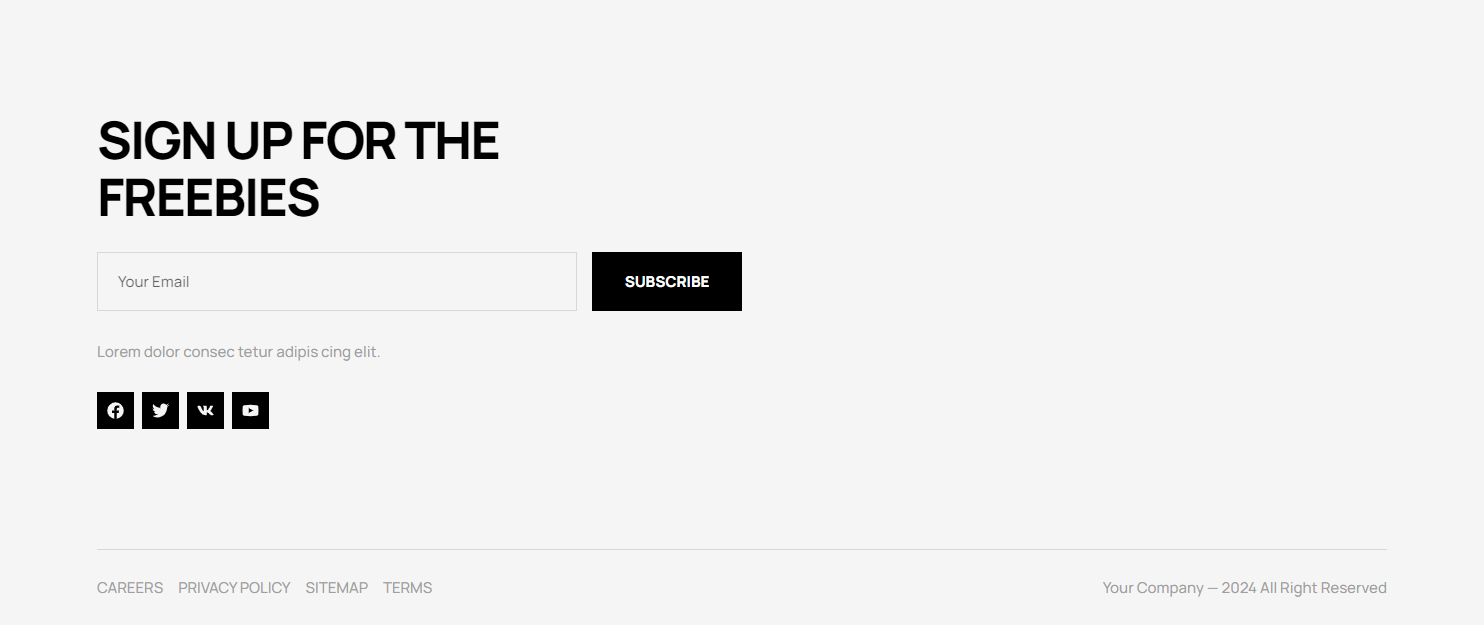 SIGN UP FOR THE
FREEBIES
Your Email
SUBSCRIBE
Lorem dolor consec tetur adipis cing elit.
CAREERS PRIVACY POLICY SITEMAP TERMS
Your Company — 2024 All Right Reserved